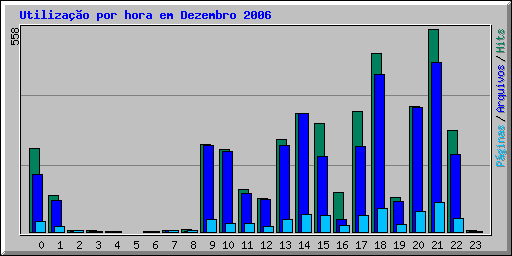 Utilização por hora em Dezembro 2006
558
Páginas / Arquivos / Hits
0 1 2 3 4 5 6 7 8 9 10 11 12 13 14 15 16 17 18 19 20 21 22 23